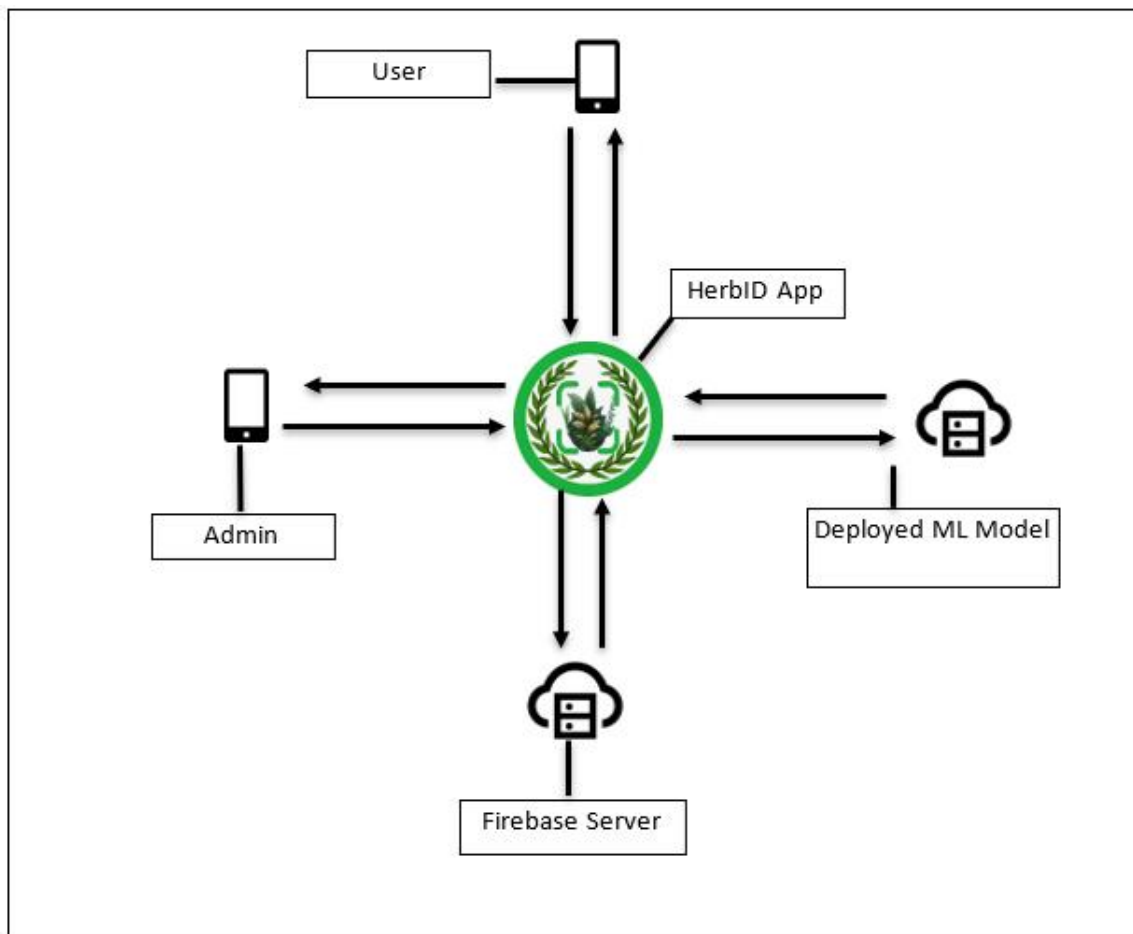 User
HerbID App
Admin
Deployed ML Model
Firebase Server